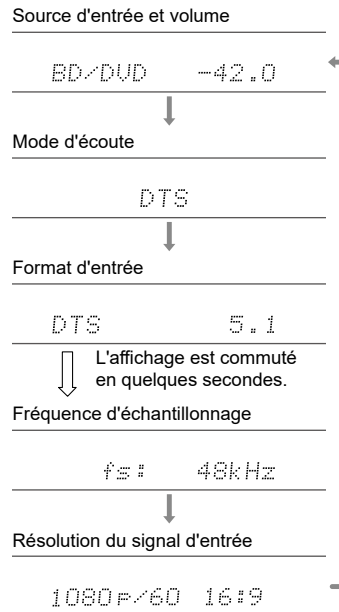 Source d'entrée et volume
BD/DVD -42.0
Mode d'écoute
DTS
Format d'entrée
DTS 5.1
L'affichage est commuté
en quelques secondes.
Fréquence d'échantillonnage
fs: 48kHz
Résolution du signal d'entrée
1080p/60 16:9